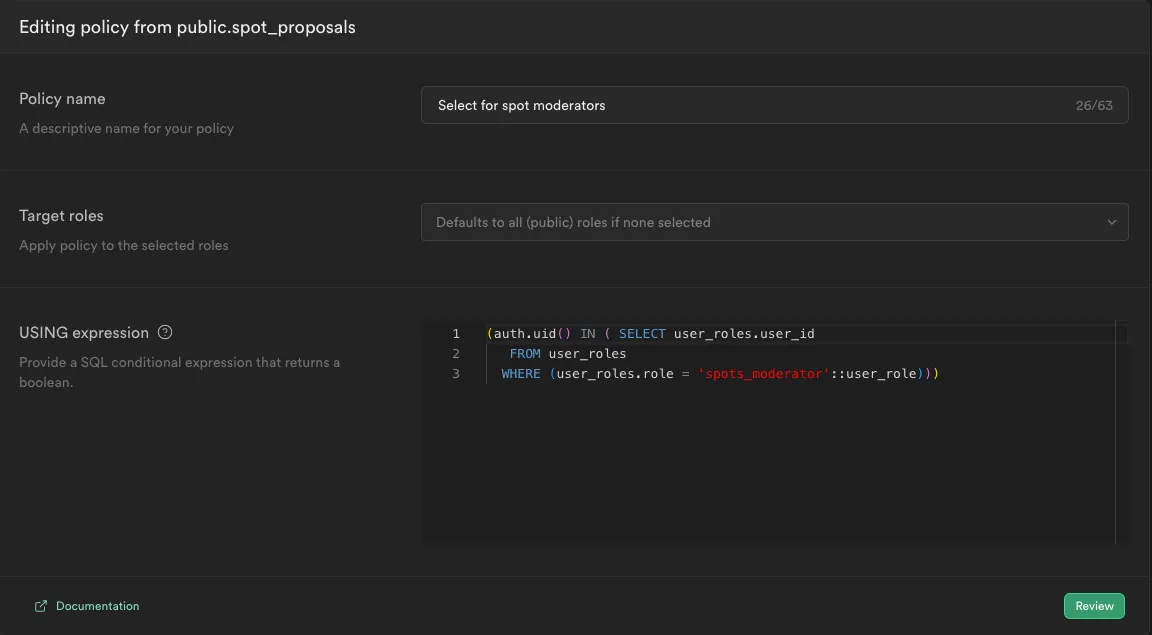 Editing policy from public.spot_proposals
Policy name
A descriptive name for your policy
Select for spot moderators
26/63
Target roles
Apply policy to the selected roles
Defaults to all (public) roles if none selected
USING expression
Provide a SQL conditional expression that returns a
boolean.
1 (auth.uid() IN ( SELECT user_roles.user_id
2 FROM user_roles
3 WHERE (user_roles.role = 'spots_moderator'::user_role)))
Documentation
Review